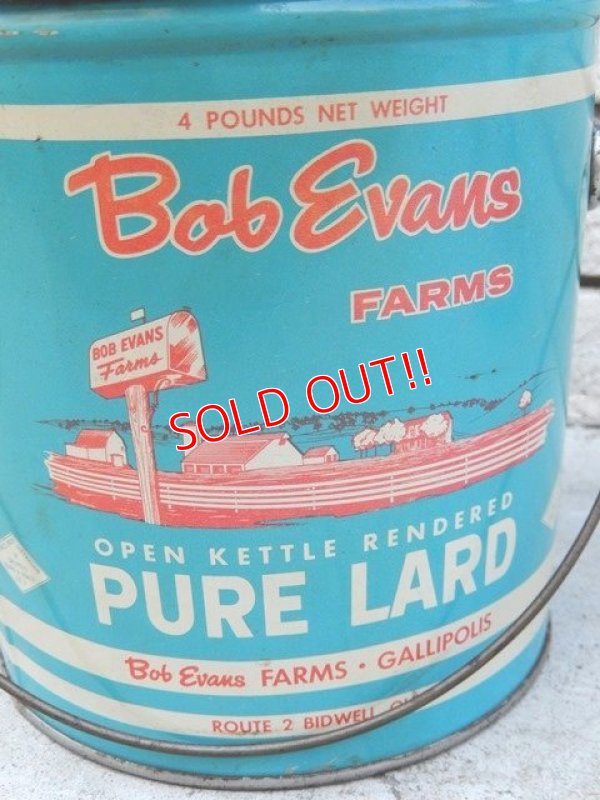 4 POUNDS NET WEIGHT
Bob Evans
FARMS
BOB EVANS
Farms
SOLD OUT!!
OPEN KETTLE RENDERED
PURE LARD
Bob Evans FARMS · GALLIPOLIS
ROUTE 2 BIDWELL